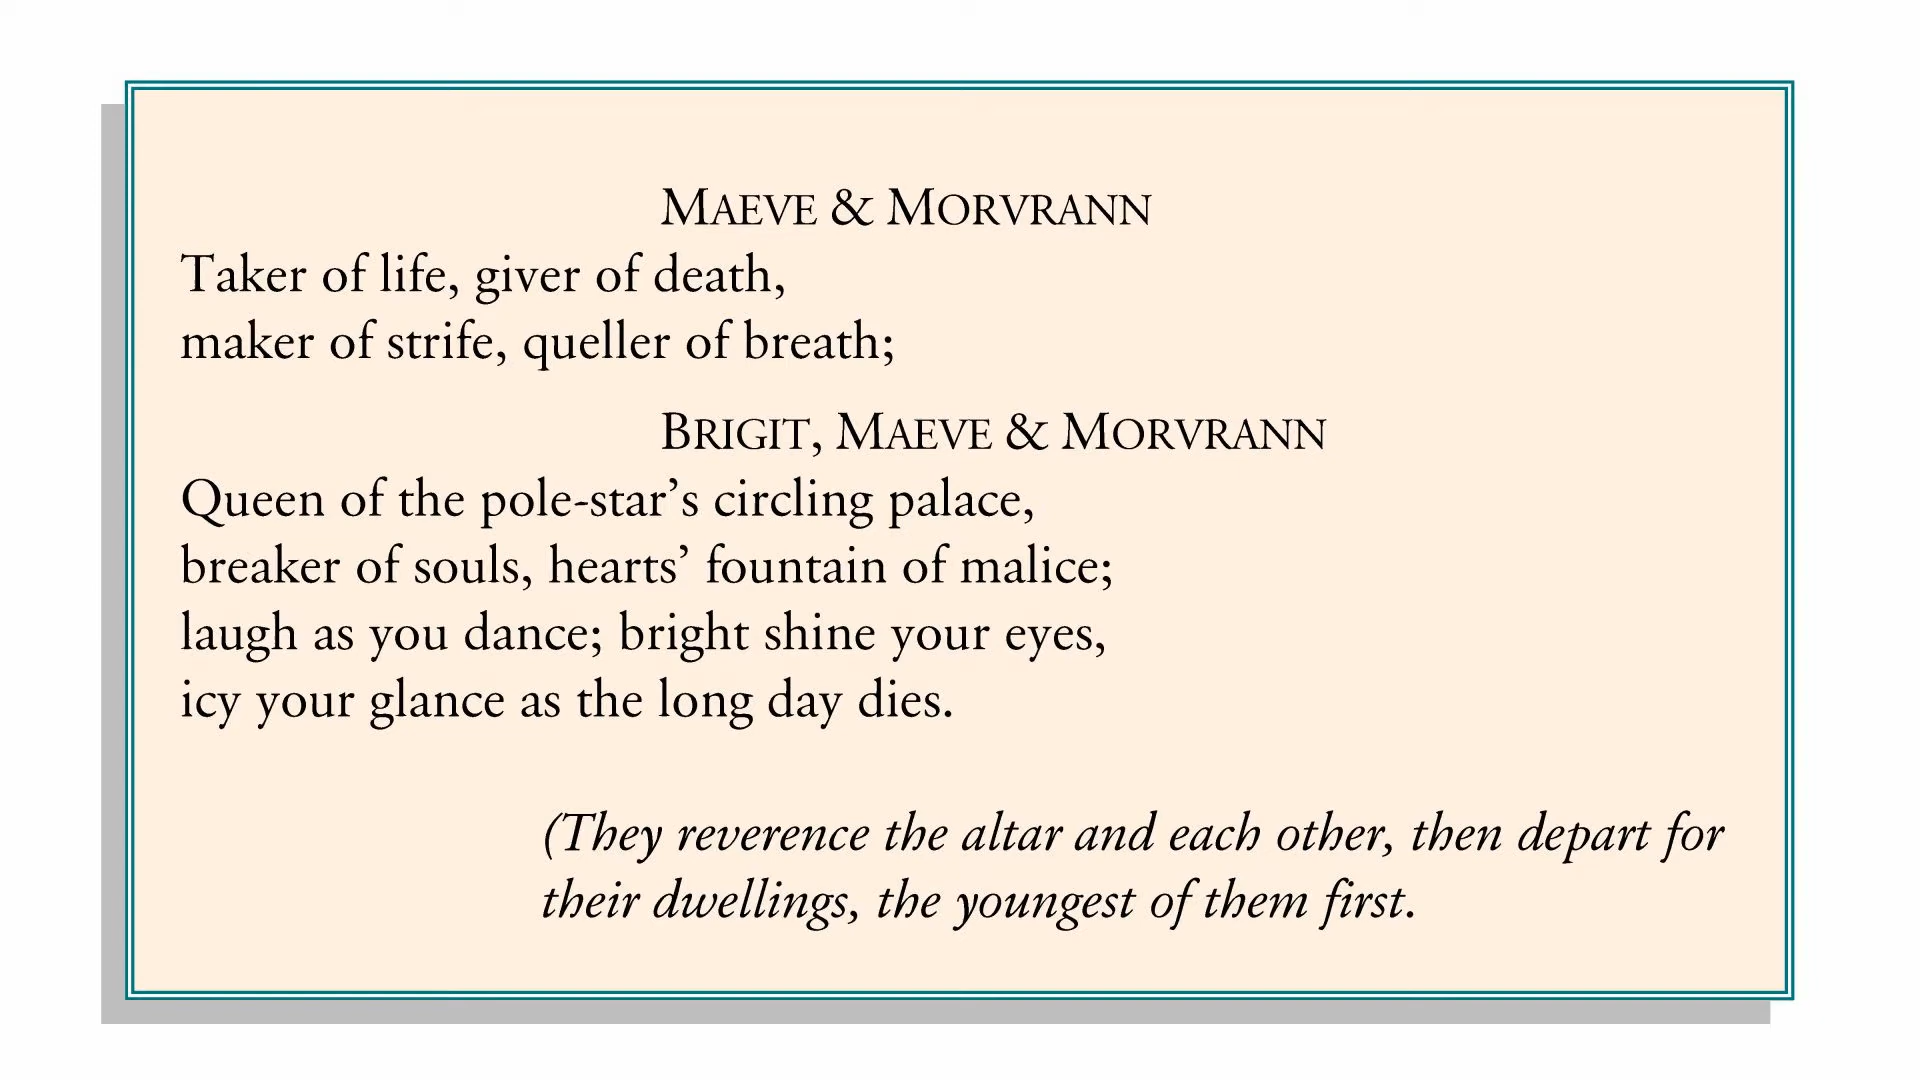 MAEVE & MORVRANN
Taker of life, giver of death,
maker of strife, queller of breath;
BRIGIT, MAEVE & MORVRANN
Queen of the pole-star’s circling palace,
breaker of souls, hearts’ fountain of malice;
laugh as you dance; bright shine your eyes,
icy your glance as the long day dies.
(They reverence the altar and each other, then depart for
their dwellings, the youngest of them first.